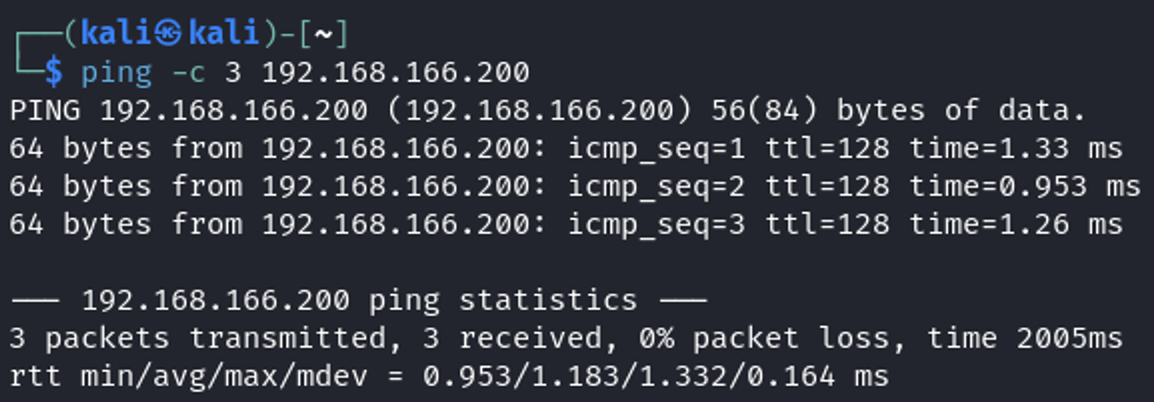 ┌──(kali㉿kali)-[~]
└─$ ping -c 3 192.168.166.200
PING 192.168.166.200 (192.168.166.200) 56(84) bytes of data.
64 bytes from 192.168.166.200: icmp_seq=1 ttl=128 time=1.33 ms
64 bytes from 192.168.166.200: icmp_seq=2 ttl=128 time=0.953 ms
64 bytes from 192.168.166.200: icmp_seq=3 ttl=128 time=1.26 ms

--- 192.168.166.200 ping statistics ---
3 packets transmitted, 3 received, 0% packet loss, time 2005ms
rtt min/avg/max/mdev = 0.953/1.183/1.332/0.164 ms